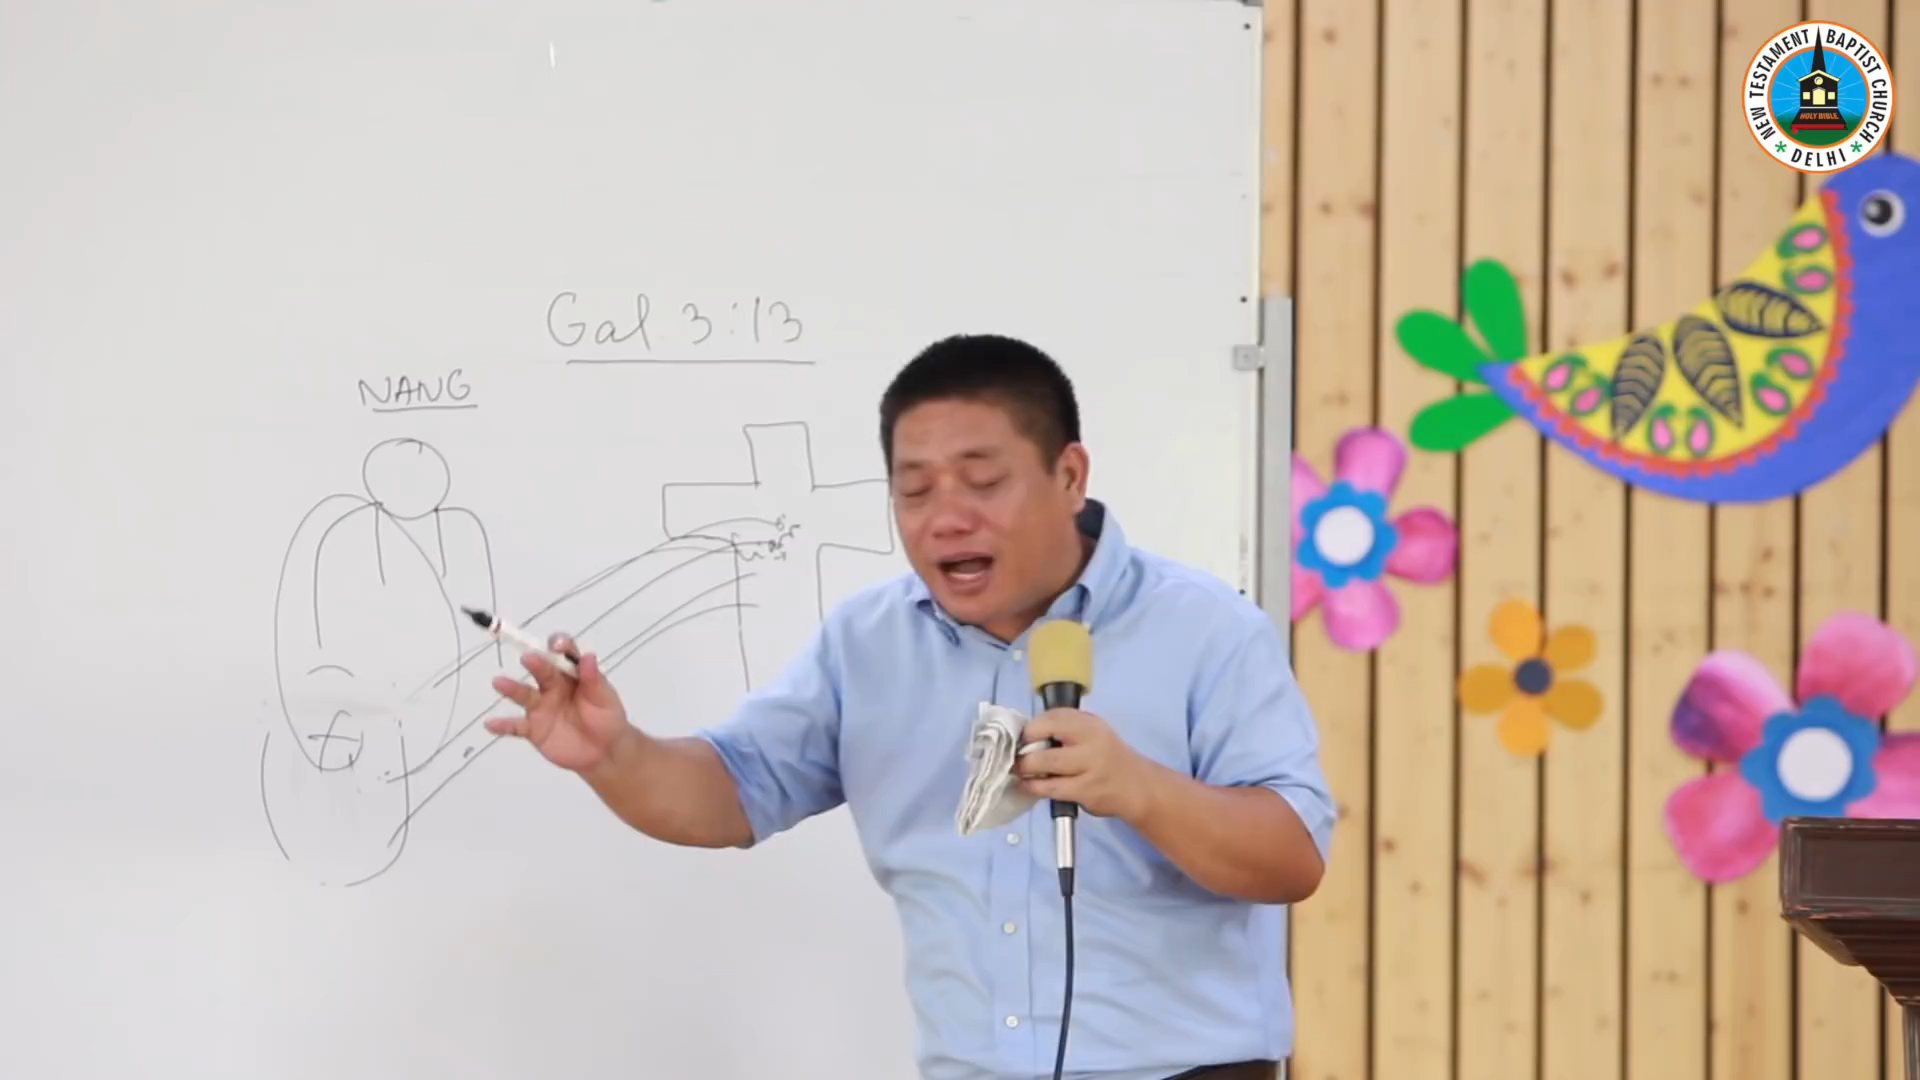 NEW TESTAMENT BAPTIST CHURCH
HOLY BIBLE
* DELHI *
Gal 3:13
NANG